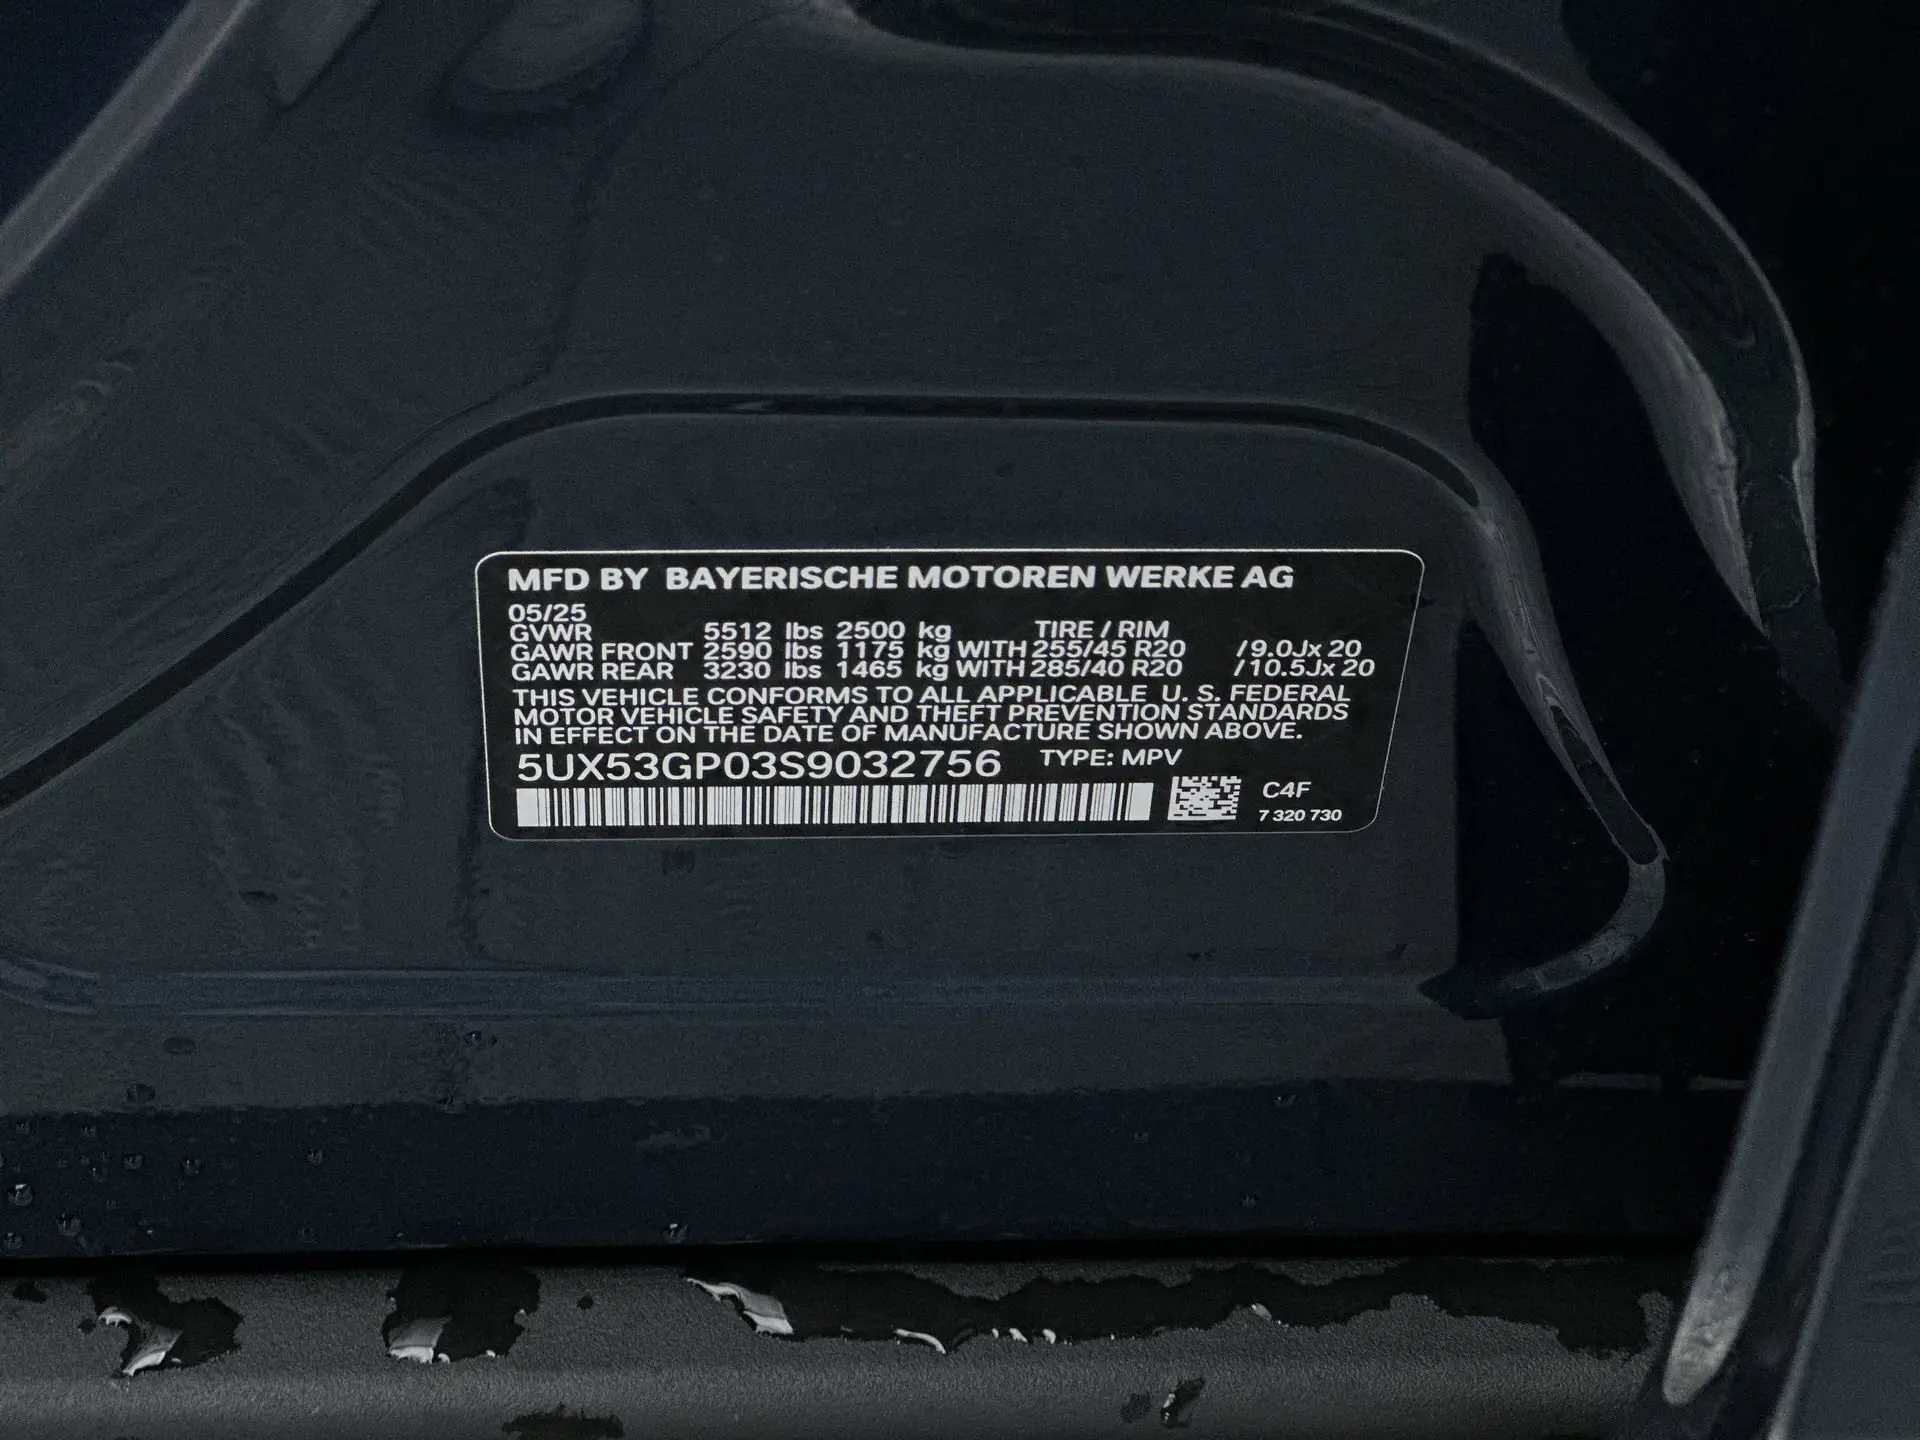 MFD BY BAYERISCHE MOTOREN WERKE AG
05/25
GVWR 5512 lbs 2500 kg TIRE / RIM
GAWR FRONT 2590 lbs 1175 kg WITH 255/45 R20 /9.0Jx 20
GAWR REAR 3230 lbs 1465 kg WITH 285/40 R20 /10.5Jx 20
THIS VEHICLE CONFORMS TO ALL APPLICABLE U. S. FEDERAL
MOTOR VEHICLE SAFETY AND THEFT PREVENTION STANDARDS
IN EFFECT ON THE DATE OF MANUFACTURE SHOWN ABOVE.
5UX53GP03S9032756 TYPE: MPV
C4F
7 320 730